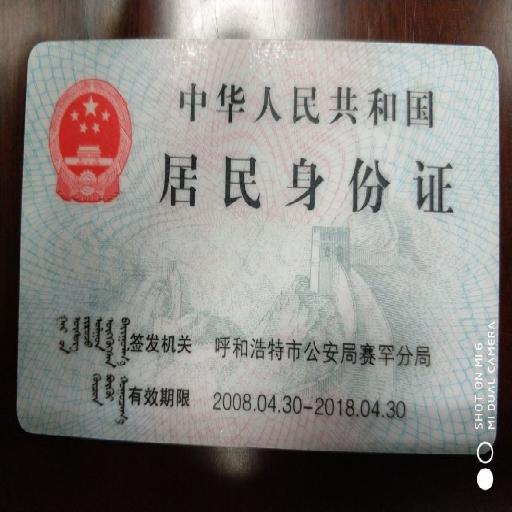 中华人民共和国
居民身份证
签发机关 呼和浩特市公安局赛罕分局
有效期限 2008.04.30-2018.04.30
SHOT ON MI 6
MI DUAL CAMERA